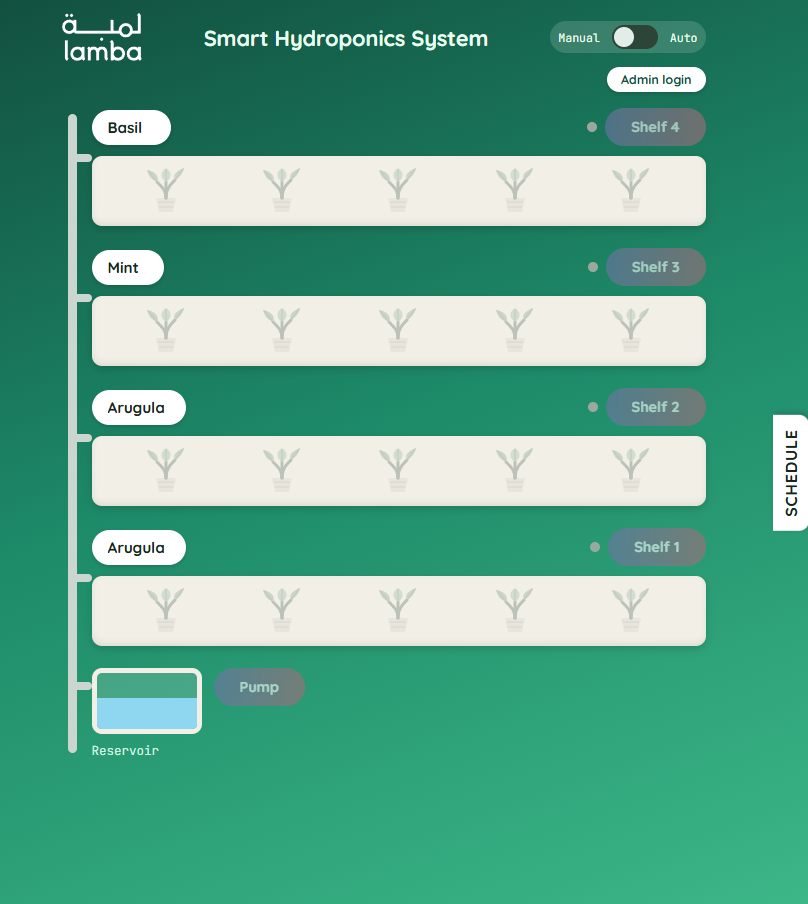 لمبة
lamba
Smart Hydroponics System
Manual Auto
Admin login
Basil Shelf 4
Mint Shelf 3
Arugula Shelf 2
SCHEDULE
Arugula Shelf 1
Pump
Reservoir